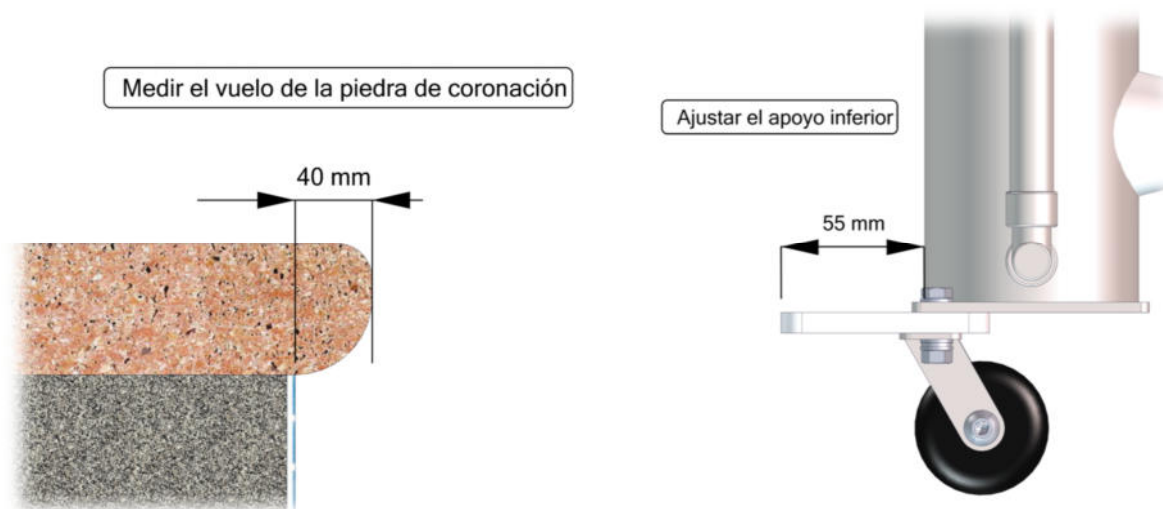 Medir el vuelo de la piedra de coronación
Ajustar el apoyo inferior
40 mm
55 mm